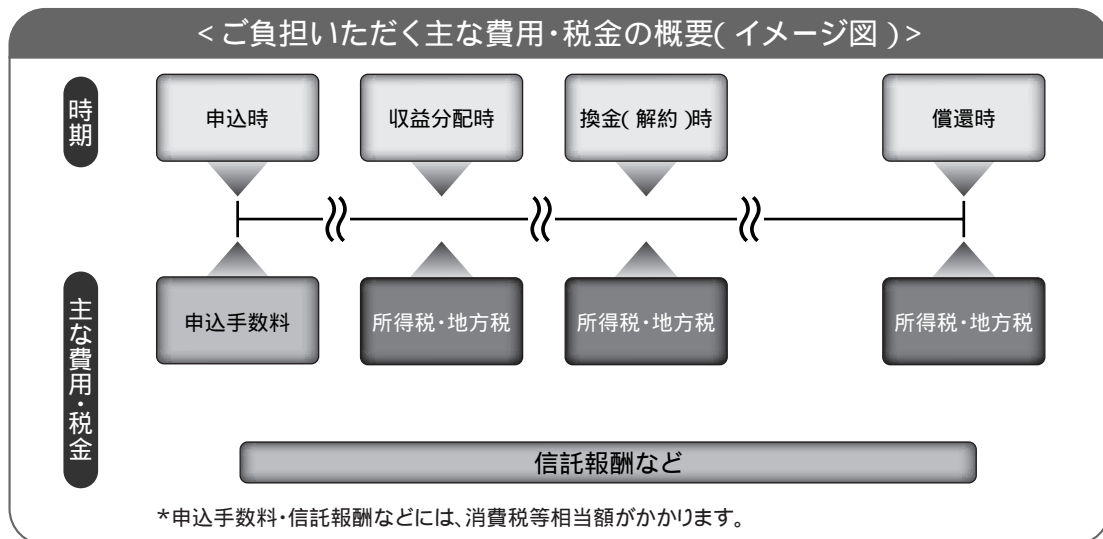 <ご負担いただく主な費用・税金の概要(イメージ図)>
時期
申込時
収益分配時
換金(解約)時
償還時
主な費用・税金
申込手数料
所得税・地方税
所得税・地方税
所得税・地方税
信託報酬など
*申込手数料・信託報酬などには、消費税等相当額がかかります。